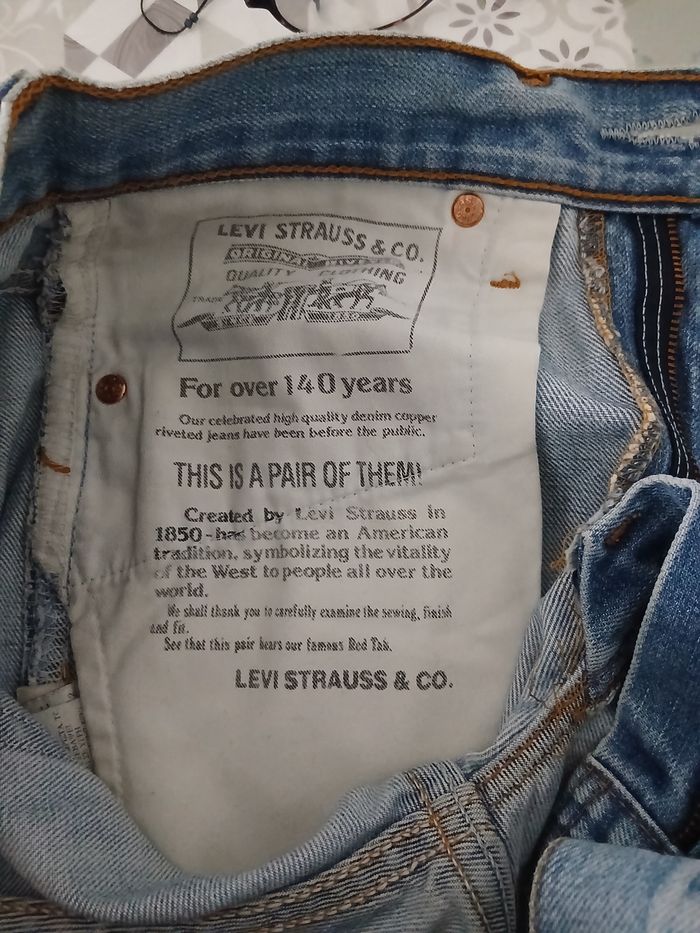 LEVI STRAUSS & CO.
ORIGINAL RIVETED
QUALITY CLOTHING
TRADE
For over 140 years
Our celebrated high quality denim copper
riveted jeans have been before the public.
THIS IS A PAIR OF THEM!
Created by Levi Strauss in
1850-has become an American
tradition, symbolizing the vitality
of the West to people all over the
world.
We shall thank you to carefully examine the sewing, finish
and fit.
See that this pair bears our famous Red Tab.
LEVI STRAUSS & CO.